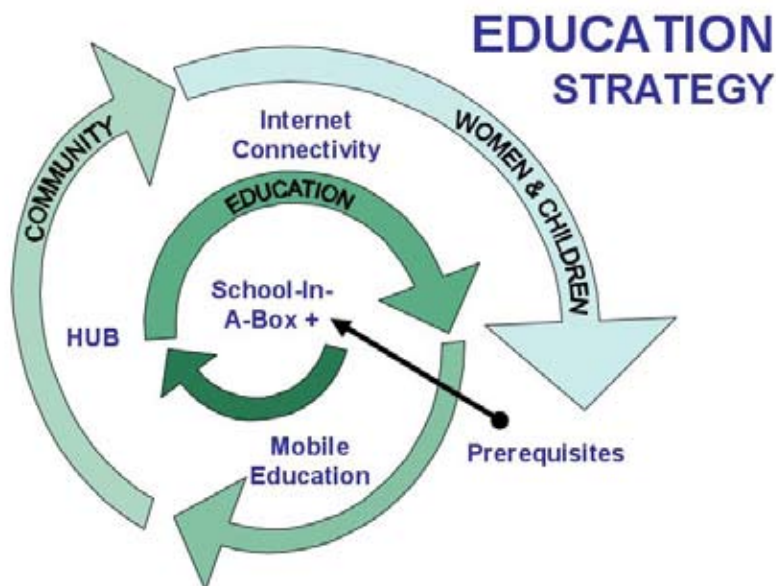 EDUCATION
STRATEGY
Internet
Connectivity
WOMEN & CHILDREN
COMMUNITY
EDUCATION
School-In-
A-Box +
HUB
Mobile
Education
Prerequisites